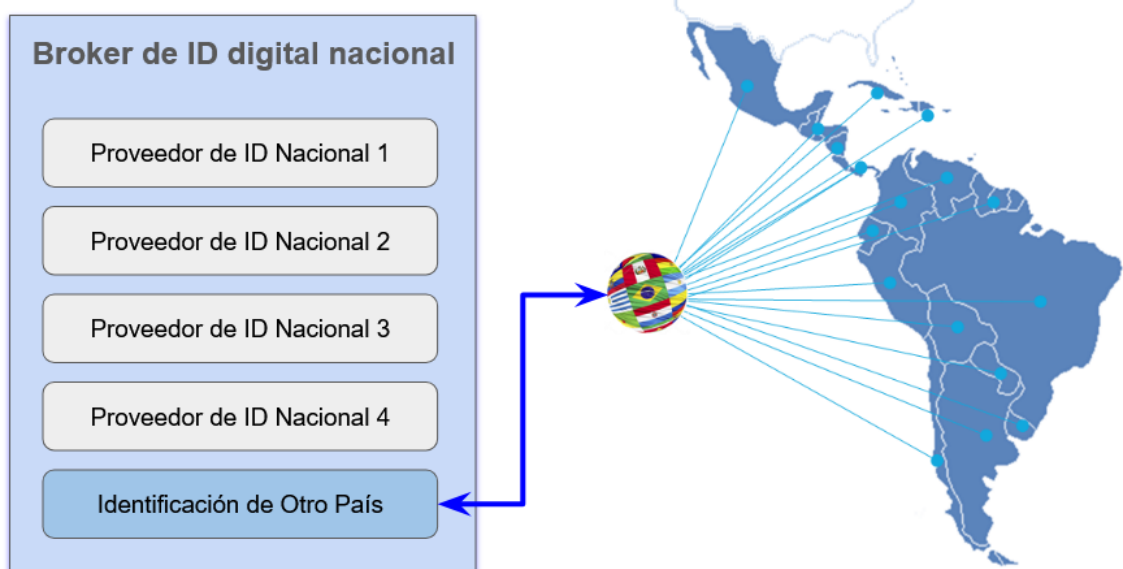 Broker de ID digital nacional
Proveedor de ID Nacional 1
Proveedor de ID Nacional 2
Proveedor de ID Nacional 3
Proveedor de ID Nacional 4
Identificación de Otro País